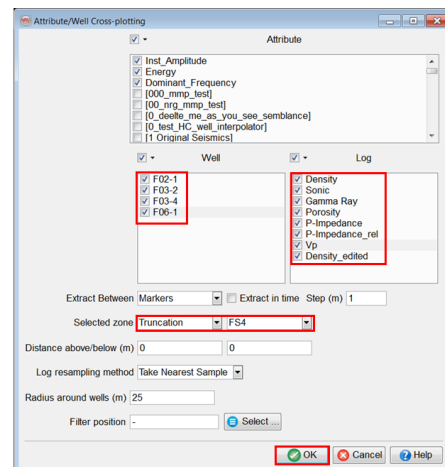 Attribute/Well Cross-plotting
Attribute
Inst_Amplitude
Energy
Dominant_Frequency
[000_mmp_test]
[00_nrg_mmp_test]
[0_deelte_me_as_you_see_semblance]
[0_test_HC_well_interpolator]
[1 Original Seismics]
Well Log
F02-1 Density
F03-2 Sonic
F03-4 Gamma Ray
F06-1 Porosity
P-Impedance
P-Impedance_rel
Vp
Density_edited
Extract Between Markers Extract in time Step (m) 1
Selected zone Truncation FS4
Distance above/below (m) 0 0
Log resampling method Take Nearest Sample
Radius around wells (m) 25
Filter position - Select ...
OK Cancel ? Help